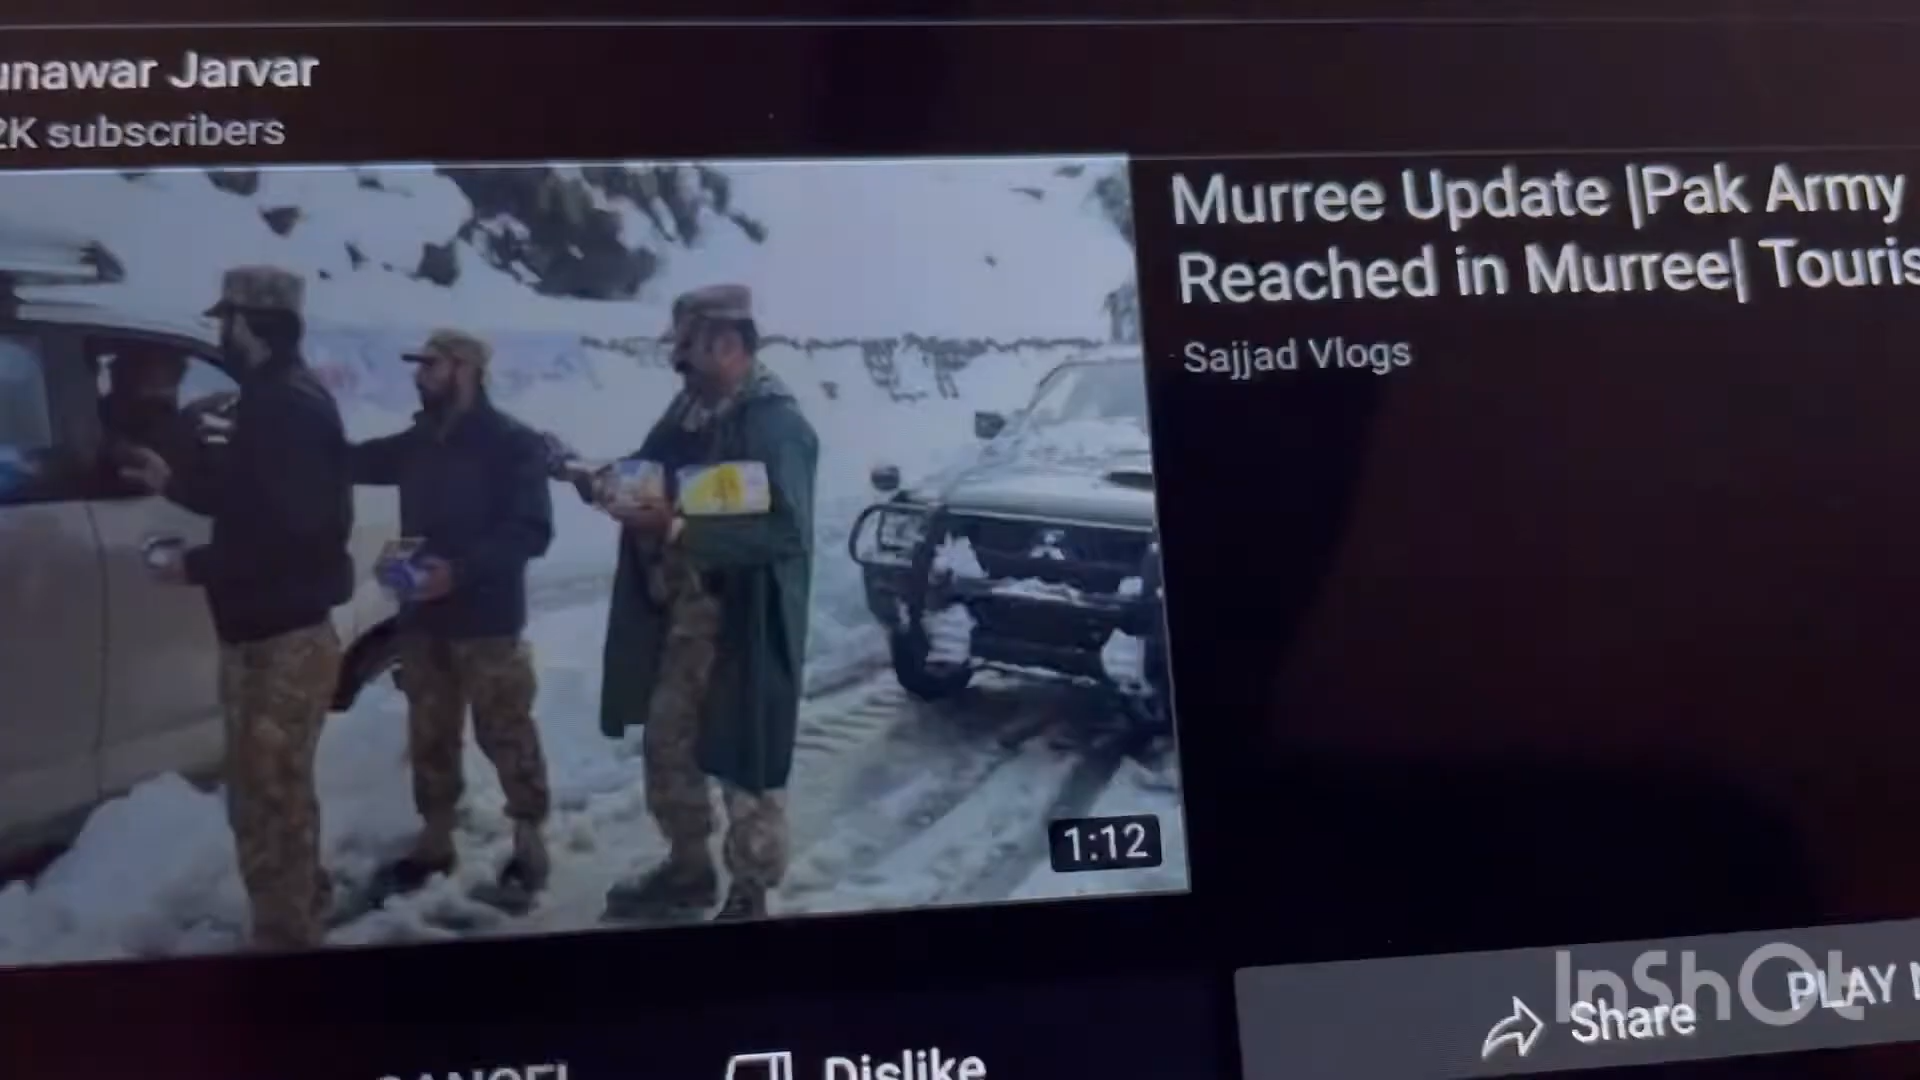 unawar Jarvar
2K subscribers
Murree Update |Pak Army
Reached in Murree| Touris
Sajjad Vlogs
1:12
InShOt
PLAY
Share
Dislike